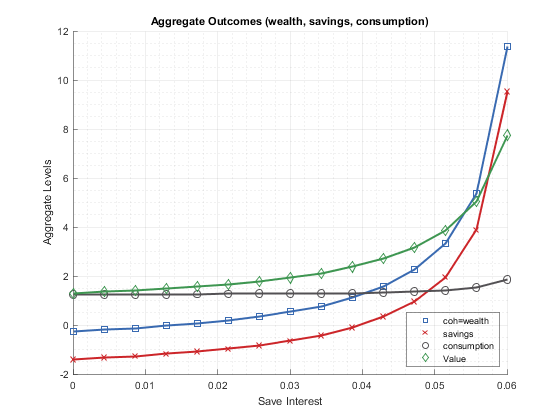 Aggregate Outcomes (wealth, savings, consumption)
Aggregate Levels
12
10
8
6
4
2
0
-2
coh=wealth
savings
consumption
Value
0
0.01
0.02
0.03
0.04
0.05
0.06
Save Interest